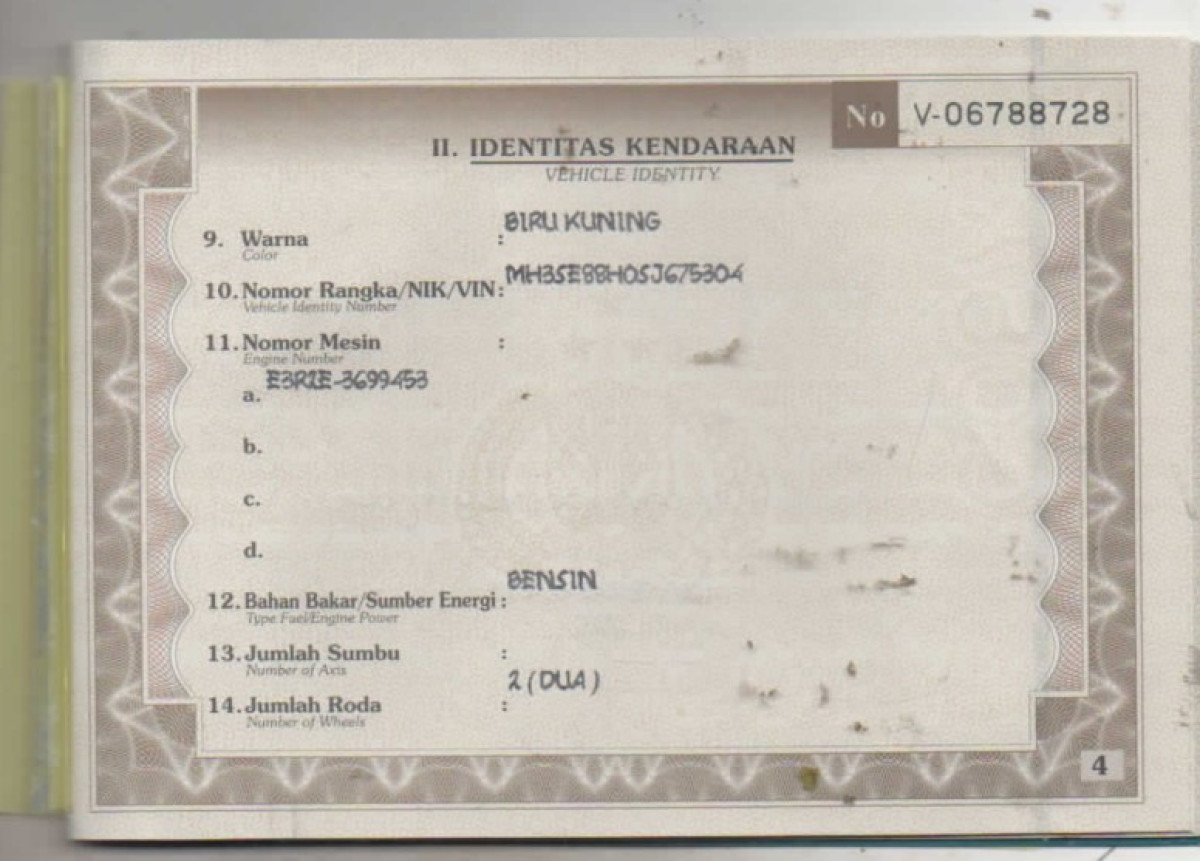 No V-06788728
II. IDENTITAS KENDARAAN
VEHICLE IDENTITY
BIRU KUNING
9. Warna :
Color
MH3SE88H0SJ675304
10. Nomor Rangka/NIK/VIN:
Vehicle Identity Number
11. Nomor Mesin :
Engine Number
E3R2E-3699453
a.
b.
c.
d.
BENSIN
12. Bahan Bakar/Sumber Energi :
Type Fuel/Engine Power
13. Jumlah Sumbu :
Number of Axis
2 (DUA)
14. Jumlah Roda :
Number of Wheels
4